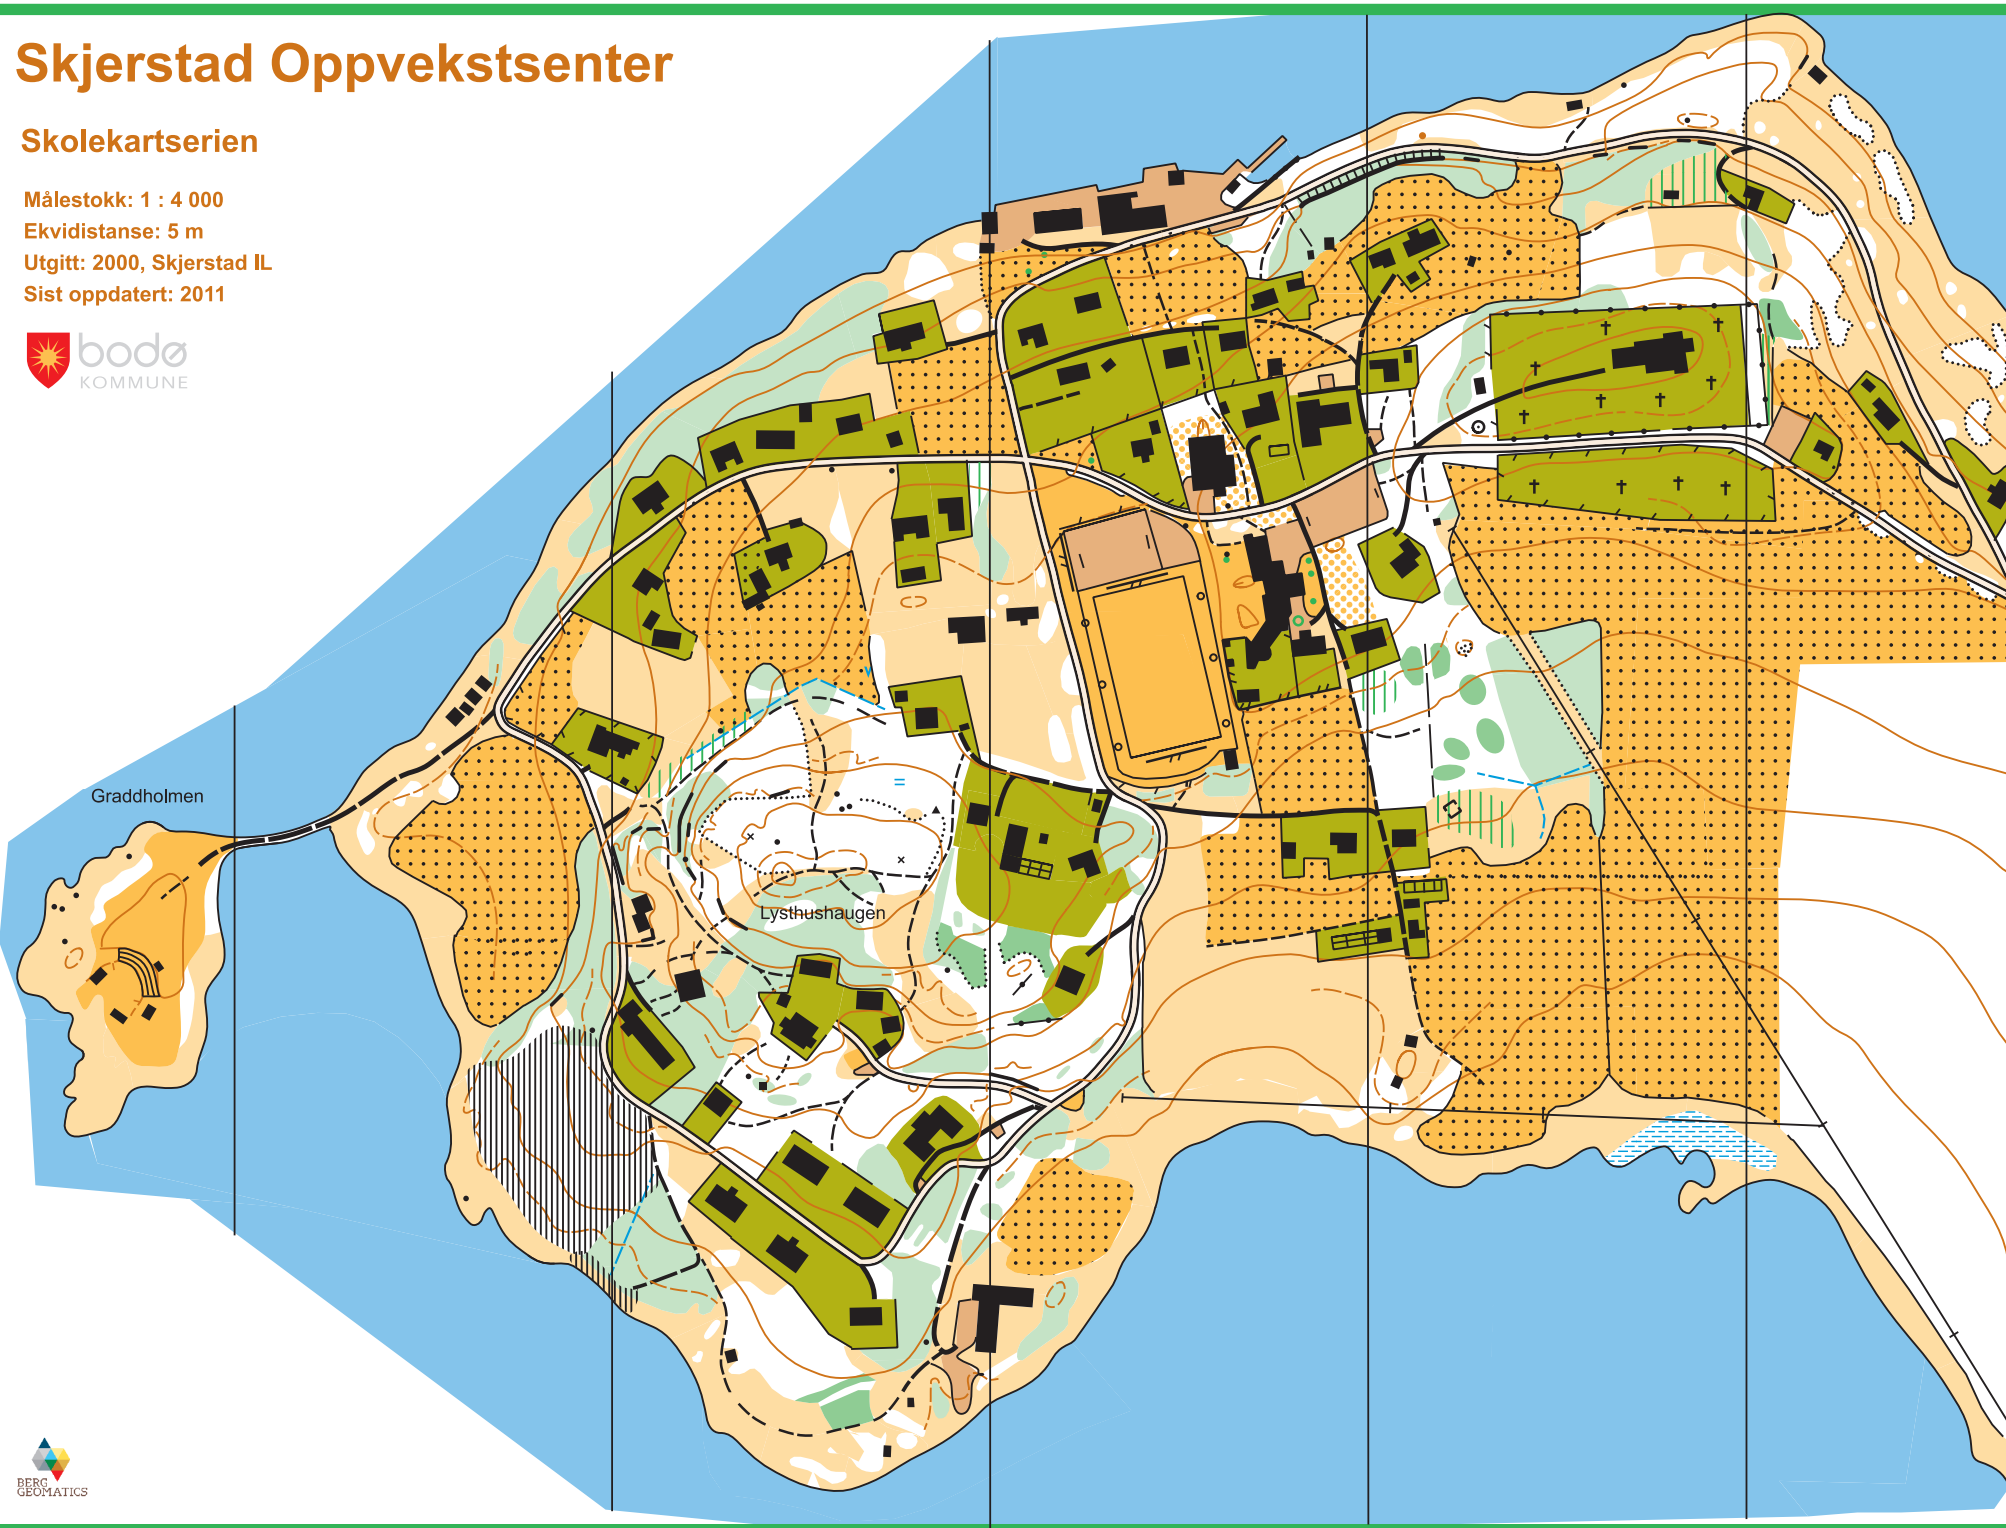 Skjerstad Oppvekstsenter
Skolekartserien
Målestokk: 1 : 4 000
Ekvidistanse: 5 m
Utgitt: 2000, Skjerstad IL
Sist oppdatert: 2011
bodø
KOMMUNE
Graddholmen
Lysthushaugen
BERG
GEOMATICS